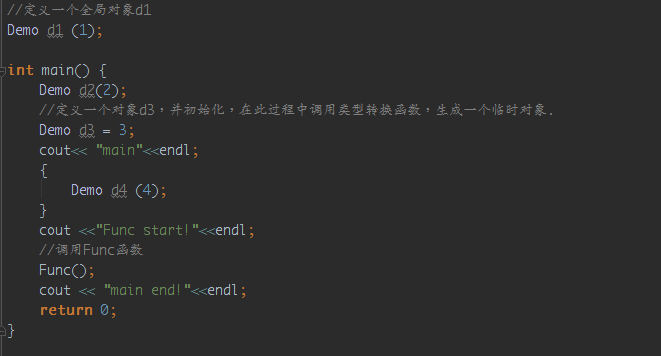 //定义一个全局对象d1
Demo d1 (1);
int main() {
Demo d2(2);
//定义一个对象d3，并初始化，在此过程中调用类型转换函数，生成一个临时对象.
Demo d3 = 3;
cout<< "main"<<endl;
{
Demo d4 (4);
}
cout <<"Func start!"<<endl;
//调用Func函数
Func();
cout << "main end!"<<endl;
return 0;
}